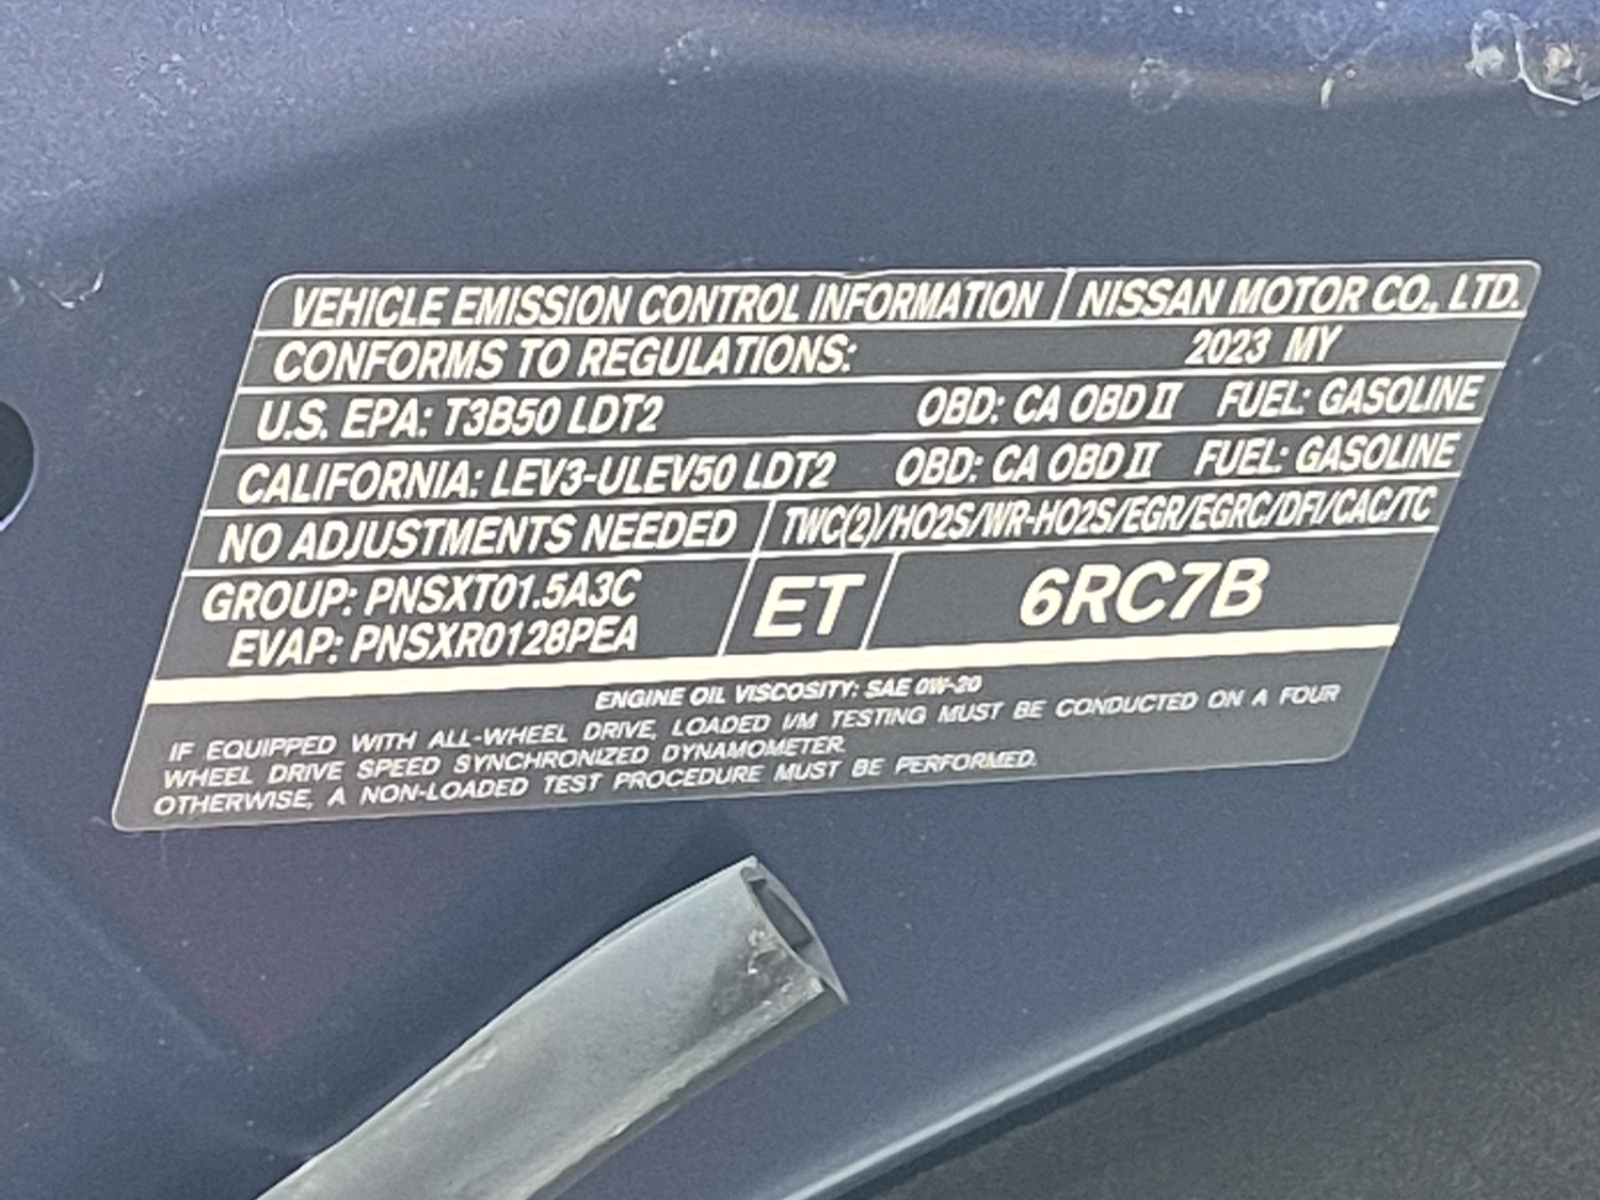 VEHICLE EMISSION CONTROL INFORMATION NISSAN MOTOR CO., LTD.
CONFORMS TO REGULATIONS: 2023 MY
U.S. EPA: T3B50 LDT2 OBD: CA OBD II FUEL: GASOLINE
CALIFORNIA: LEV3-ULEV50 LDT2 OBD: CA OBD II FUEL: GASOLINE
NO ADJUSTMENTS NEEDED TWC(2)/HO2S/WR-HO2S/EGR/EGRC/DFI/CAC/TC
GROUP: PNSXT01.5A3C
EVAP: PNSXR0128PEA
ET 6RC7B
ENGINE OIL VISCOSITY: SAE 0W-20
IF EQUIPPED WITH ALL-WHEEL DRIVE, LOADED I/M TESTING MUST BE CONDUCTED ON A FOUR
WHEEL DRIVE SPEED SYNCHRONIZED DYNAMOMETER.
OTHERWISE, A NON-LOADED TEST PROCEDURE MUST BE PERFORMED.